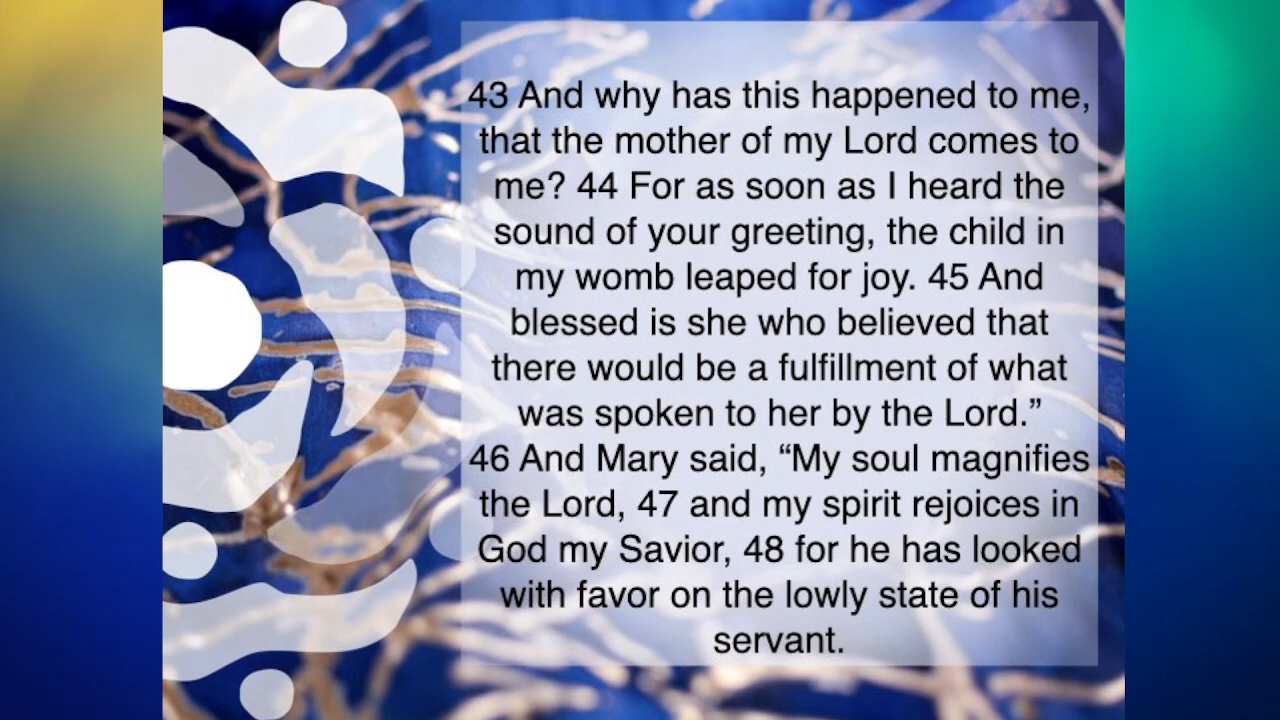 43 And why has this happened to me,
that the mother of my Lord comes to
me? 44 For as soon as I heard the
sound of your greeting, the child in
my womb leaped for joy. 45 And
blessed is she who believed that
there would be a fulfillment of what
was spoken to her by the Lord.”
46 And Mary said, “My soul magnifies
the Lord, 47 and my spirit rejoices in
God my Savior, 48 for he has looked
with favor on the lowly state of his
servant.